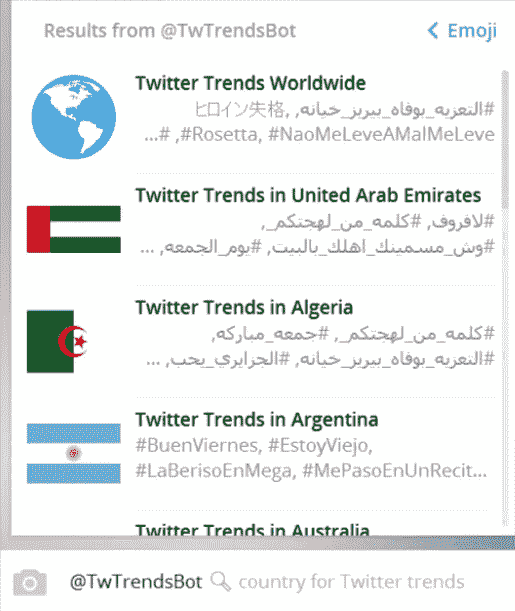 Results from @TwTrendsBot
Emoji
Twitter Trends Worldwide
#التعزيه_بوفاه_بيريز_خيانه, ヒロイン失格,
#Rosetta, #NaoMeLeveAMalMeLeve, #...
Twitter Trends in United Arab Emirates
#لافروف, #كلمه_من_لهجتكم_,
#وش_مسمينك_اهلك_بالبيت, #يوم_الجمعه, ...
Twitter Trends in Algeria
#كلمه_من_لهجتكم_, #جمعه_مباركه,
#التعزيه_بوفاه_بيريز_خيانه, #الجزايري_يحب, ...
Twitter Trends in Argentina
#BuenViernes, #EstoyViejo,
#LaBerisoEnMega, #MePasoEnUnRecit...
Twitter Trends in Australia
@TwTrendsBot country for Twitter trends